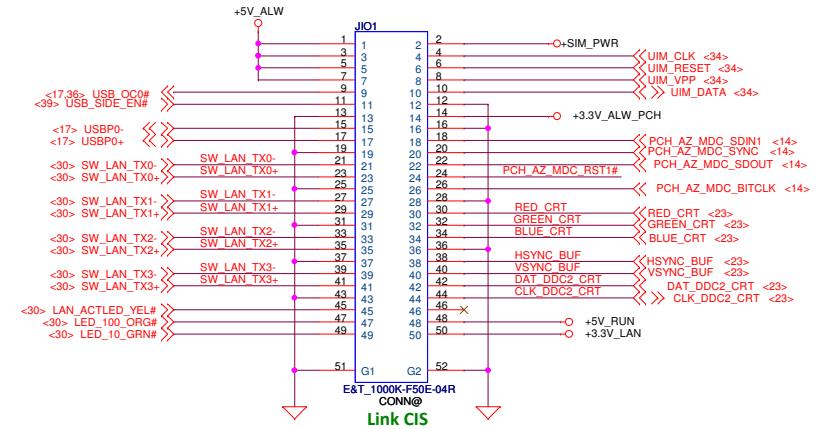 +5V_ALW
JIO1
1 1 2 2 +SIM_PWR
3 3 4 4 UIM_CLK <34>
5 5 6 6 UIM_RESET <34>
7 7 8 8 UIM_VPP <34>
<17,36> USB_OC0# 9 9 10 10 UIM_DATA <34>
<39> USB_SIDE_EN# 11 11 12 12
13 13 14 14 +3.3V_ALW_PCH
<17> USBP0- 15 15 16 16
<17> USBP0+ 17 17 18 18 PCH_AZ_MDC_SDIN1 <14>
19 19 20 20 PCH_AZ_MDC_SYNC <14>
<30> SW_LAN_TX0- SW_LAN_TX0- 21 21 22 22 PCH_AZ_MDC_SDOUT <14>
<30> SW_LAN_TX0+ SW_LAN_TX0+ 23 23 24 24 PCH_AZ_MDC_RST1#
25 25 26 26 PCH_AZ_MDC_BITCLK <14>
<30> SW_LAN_TX1- SW_LAN_TX1- 27 27 28 28
<30> SW_LAN_TX1+ SW_LAN_TX1+ 29 29 30 30 RED_CRT RED_CRT <23>
31 31 32 32 GREEN_CRT GREEN_CRT <23>
<30> SW_LAN_TX2- SW_LAN_TX2- 33 33 34 34 BLUE_CRT BLUE_CRT <23>
<30> SW_LAN_TX2+ SW_LAN_TX2+ 35 35 36 36
37 37 38 38 HSYNC_BUF HSYNC_BUF <23>
<30> SW_LAN_TX3- SW_LAN_TX3- 39 39 40 40 VSYNC_BUF VSYNC_BUF <23>
<30> SW_LAN_TX3+ SW_LAN_TX3+ 41 41 42 42 DAT_DDC2_CRT DAT_DDC2_CRT <23>
43 43 44 44 CLK_DDC2_CRT CLK_DDC2_CRT <23>
<30> LAN_ACTLED_YEL# 45 45 46 46
<30> LED_100_ORG# 47 47 48 48 +5V_RUN
<30> LED_10_GRN# 49 49 50 50 +3.3V_LAN
51 G1 G2 52
E&T_1000K-F50E-04R
CONN@
Link CIS